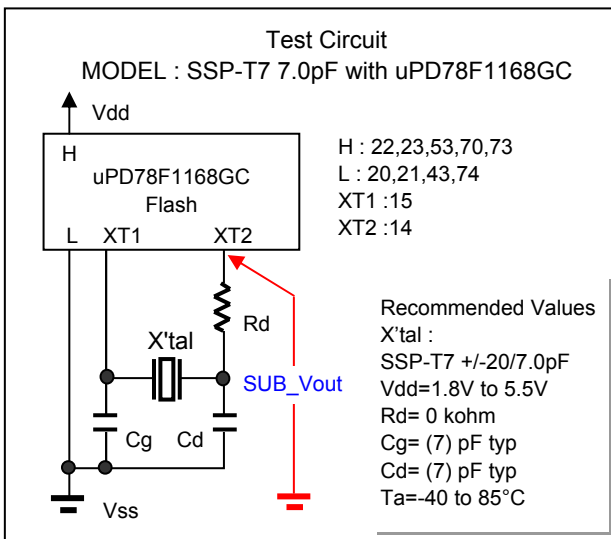 Test Circuit
MODEL : SSP-T7 7.0pF with uPD78F1168GC
Vdd
H
uPD78F1168GC
Flash
L XT1 XT2
H : 22,23,53,70,73
L : 20,21,43,74
XT1 :15
XT2 :14
Rd
X'tal
SUB_Vout
Cg Cd
Vss
Recommended Values
X'tal :
SSP-T7 +/-20/7.0pF
Vdd=1.8V to 5.5V
Rd= 0 kohm
Cg= (7) pF typ
Cd= (7) pF typ
Ta=-40 to 85°C